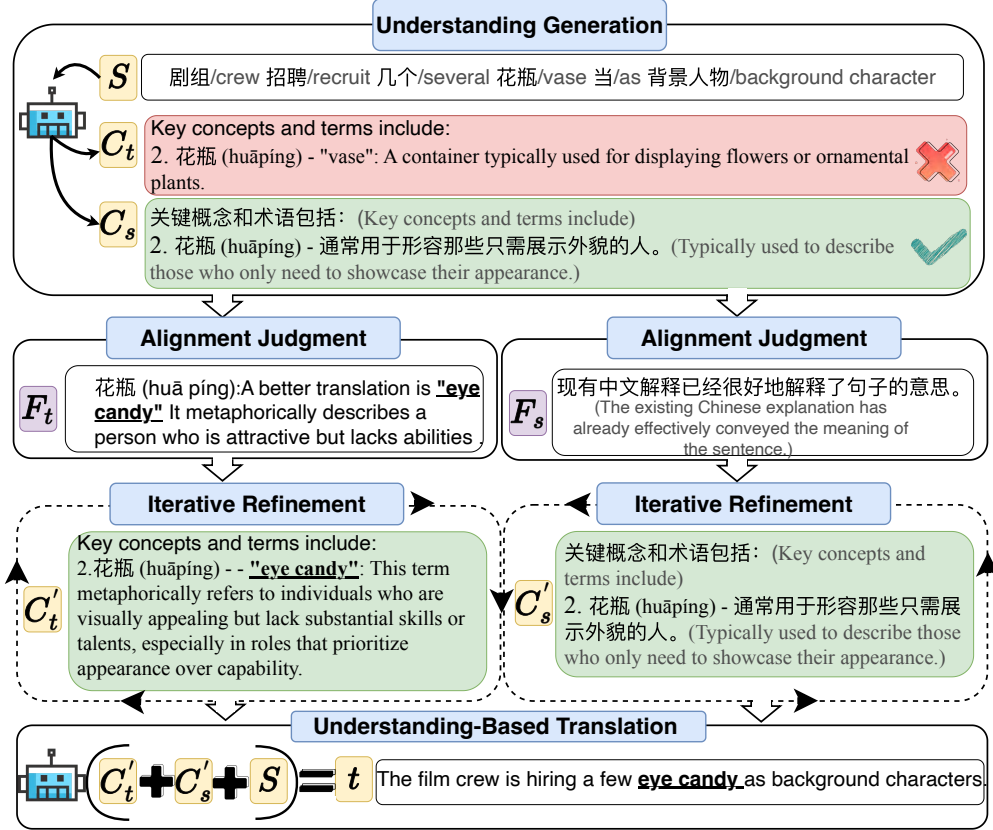 Understanding Generation
S
剧组/crew 招聘/recruit 几个/several 花瓶/vase 当/as 背景人物/background character
C_t
Key concepts and terms include:
2. 花瓶 (huāpíng) - "vase": A container typically used for displaying flowers or ornamental
plants.
C_s
关键概念和术语包括：(Key concepts and terms include)
2. 花瓶 (huāpíng) - 通常用于形容那些只需展示外貌的人。(Typically used to describe
those who only need to showcase their appearance.)
Alignment Judgment
F_t
花瓶 (huā píng):A better translation is "eye
candy" It metaphorically describes a
person who is attractive but lacks abilities .
Alignment Judgment
F_s
现有中文解释已经很好地解释了句子的意思。
(The existing Chinese explanation has
already effectively conveyed the meaning of
the sentence.)
Iterative Refinement
C_t'
Key concepts and terms include:
2.花瓶 (huāpíng) - - "eye candy": This term
metaphorically refers to individuals who are
visually appealing but lack substantial skills or
talents, especially in roles that prioritize
appearance over capability.
Iterative Refinement
C_s'
关键概念和术语包括：(Key concepts and
terms include)
2. 花瓶 (huāpíng) - 通常用于形容那些只需展
示外貌的人。(Typically used to describe those
who only need to showcase their appearance.)
Understanding-Based Translation
(C_t' + C_s' + S) = t
The film crew is hiring a few eye candy as background characters.